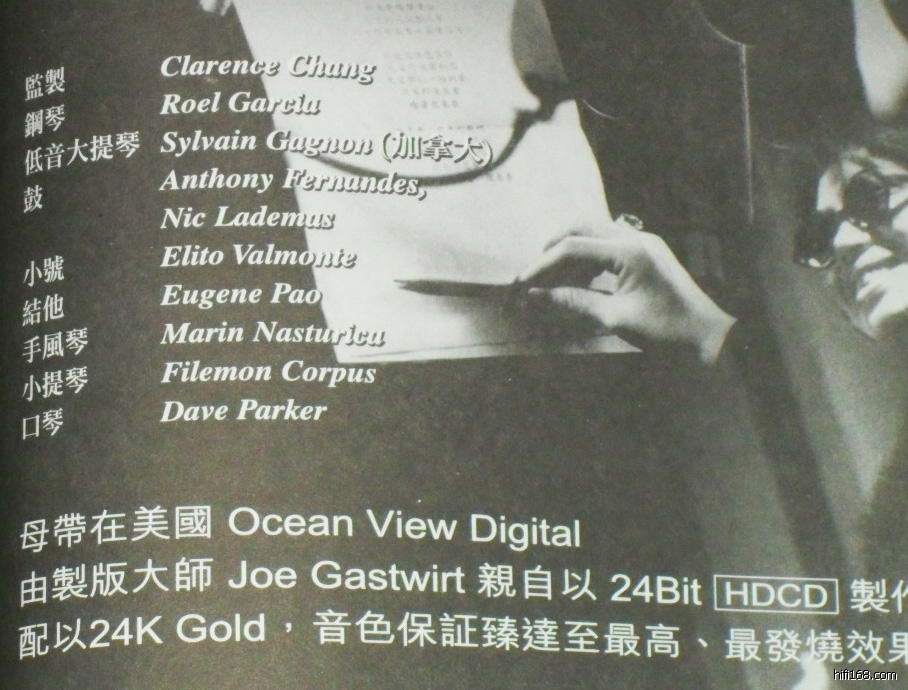 監製 Clarence Chang
鋼琴 Roel Garcia
低音大提琴 Sylvain Gagnon (加拿大)
鼓 Anthony Fernandes,
Nic Lademas
小號 Elito Valmonte
結他 Eugene Pao
手風琴 Marin Nasturica
小提琴 Filemon Corpus
口琴 Dave Parker
母帶在美國 Ocean View Digital
由製版大師 Joe Gastwirt 親自以 24Bit HDCD 製作
配以24K Gold，音色保証臻達至最高、最發燒效果
hifi168.com